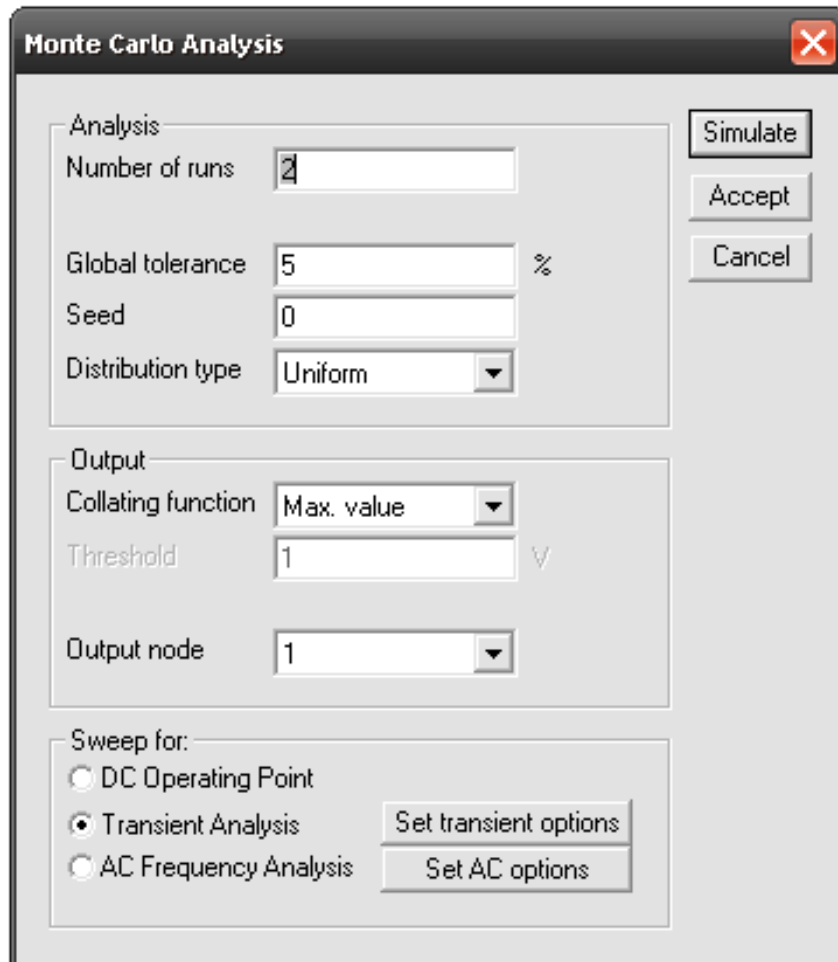 Monte Carlo Analysis
Analysis
Number of runs 2
Global tolerance 5 %
Seed 0
Distribution type Uniform
Simulate
Accept
Cancel
Output
Collating function Max. value
Threshold 1 V
Output node 1
Sweep for:
DC Operating Point
Transient Analysis Set transient options
AC Frequency Analysis Set AC options